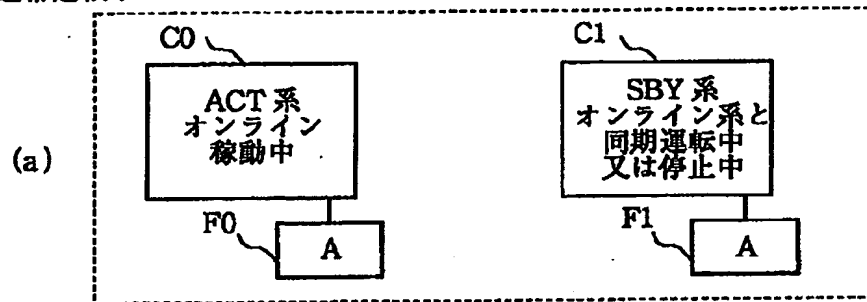 C0
C1
ACT系
オンライン
稼動中
SBY系
オンライン系と
同期運転中
又は停止中
(a)
F0
A
F1
A